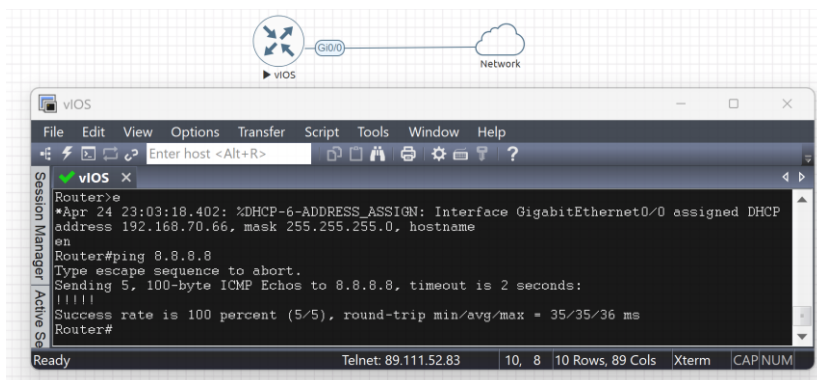 Gi0/0
vIOS
Network
vIOS
File Edit View Options Transfer Script Tools Window Help
Enter host <Alt+R>
?
Session Manager
Active Se
vIOS ×
Router>e
*Apr 24 23:03:18.402: %DHCP-6-ADDRESS_ASSIGN: Interface GigabitEthernet0/0 assigned DHCP
address 192.168.70.66, mask 255.255.255.0, hostname
en
Router#ping 8.8.8.8
Type escape sequence to abort.
Sending 5, 100-byte ICMP Echos to 8.8.8.8, timeout is 2 seconds:
!!!!!
Success rate is 100 percent (5/5), round-trip min/avg/max = 35/35/36 ms
Router#
Ready Telnet: 89.111.52.83 10, 8 10 Rows, 89 Cols Xterm CAP NUM